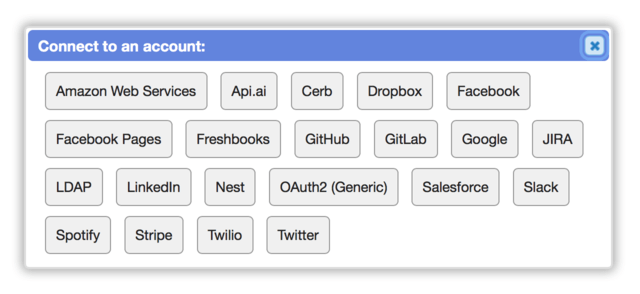 Connect to an account:
Amazon Web Services Api.ai Cerb Dropbox Facebook
Facebook Pages Freshbooks GitHub GitLab Google JIRA
LDAP LinkedIn Nest OAuth2 (Generic) Salesforce Slack
Spotify Stripe Twilio Twitter